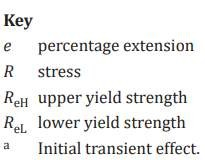 Key
e percentage extension
R stress
ReH upper yield strength
ReL lower yield strength
a Initial transient effect.